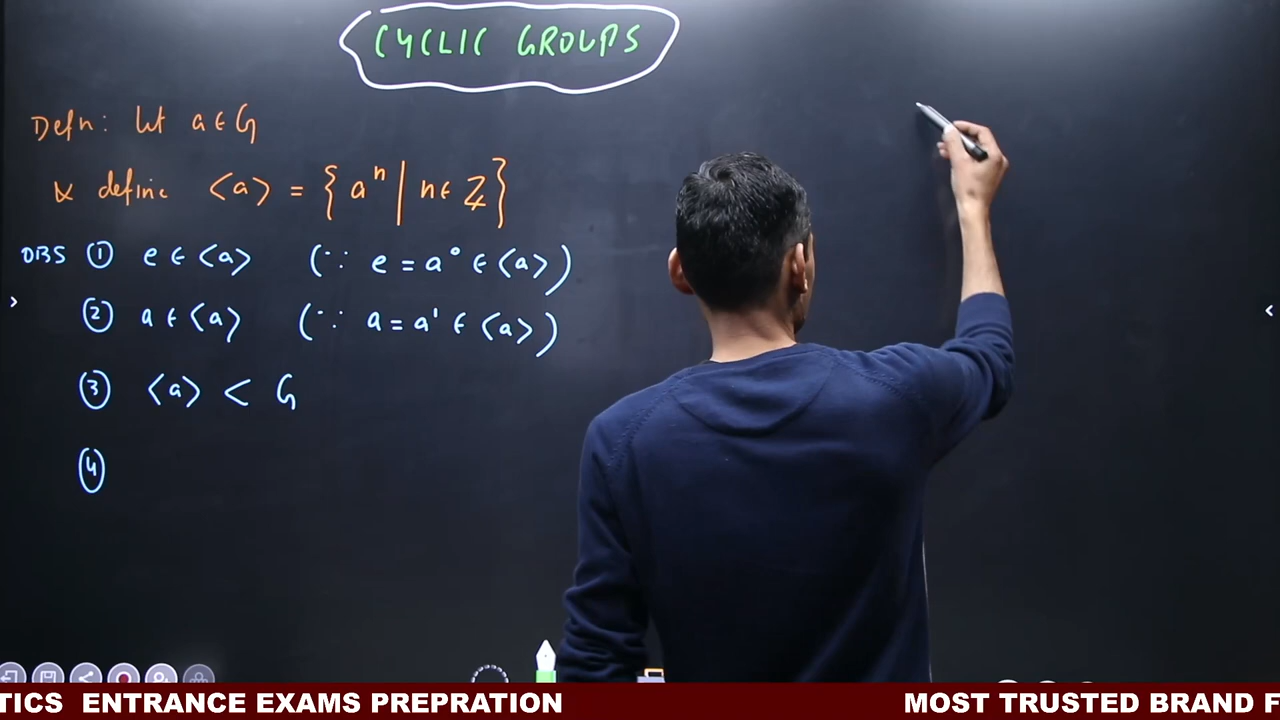 CYCLIC GROUPS
Defn: let a ∈ G
& define <a> = { aⁿ | n ∈ ℤ }
OBS ① e ∈ <a> (∵ e = a⁰ ∈ <a>)
② a ∈ <a> (∵ a = a¹ ∈ <a>)
③ <a> < G
④
TICS ENTRANCE EXAMS PREPRATION MOST TRUSTED BRAND F